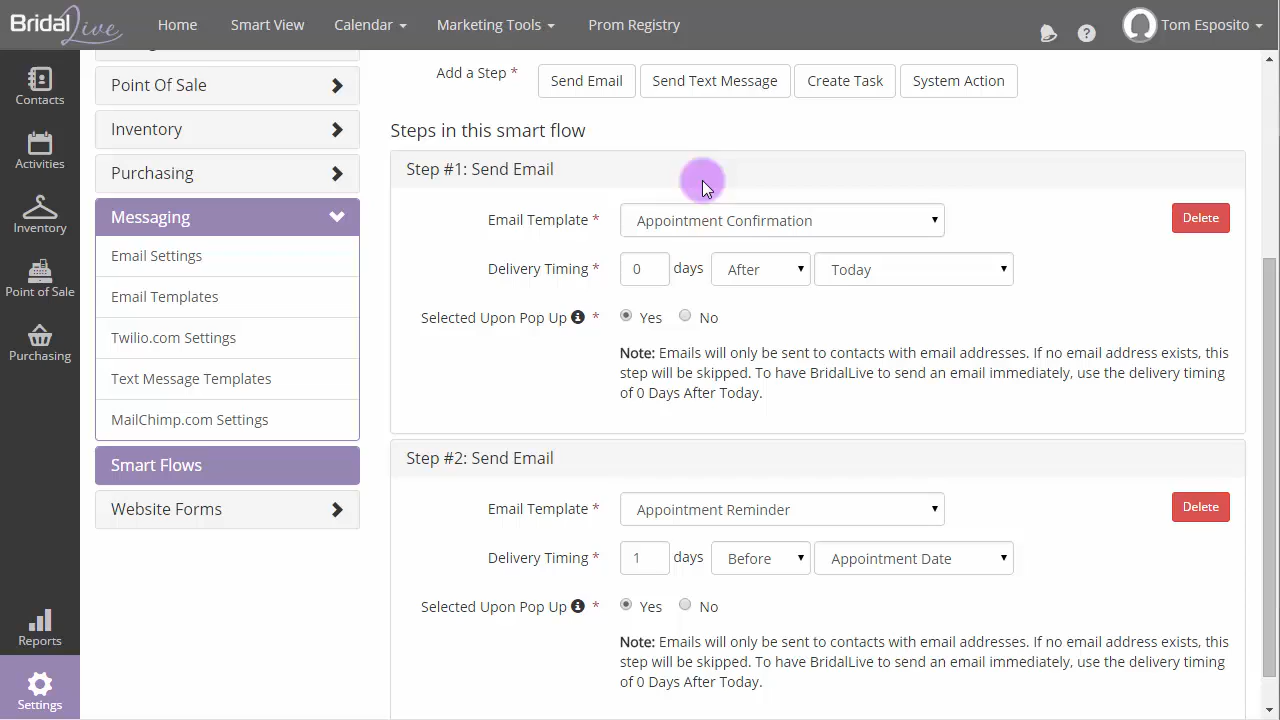 Bridal Live
Home
Smart View
Calendar
Marketing Tools
Prom Registry
?
Tom Esposito
Contacts
Activities
Inventory
Point of Sale
Purchasing
Reports
Settings
Point Of Sale
Inventory
Purchasing
Messaging
Email Settings
Email Templates
Twilio.com Settings
Text Message Templates
MailChimp.com Settings
Smart Flows
Website Forms
Add a Step * Send Email Send Text Message Create Task System Action
Steps in this smart flow
Step #1: Send Email
Email Template * Appointment Confirmation Delete
Delivery Timing * 0 days After Today
Selected Upon Pop Up * Yes No
Note: Emails will only be sent to contacts with email addresses. If no email address exists, this
step will be skipped. To have BridalLive to send an email immediately, use the delivery timing
of 0 Days After Today.
Step #2: Send Email
Email Template * Appointment Reminder Delete
Delivery Timing * 1 days Before Appointment Date
Selected Upon Pop Up * Yes No
Note: Emails will only be sent to contacts with email addresses. If no email address exists, this
step will be skipped. To have BridalLive to send an email immediately, use the delivery timing
of 0 Days After Today.